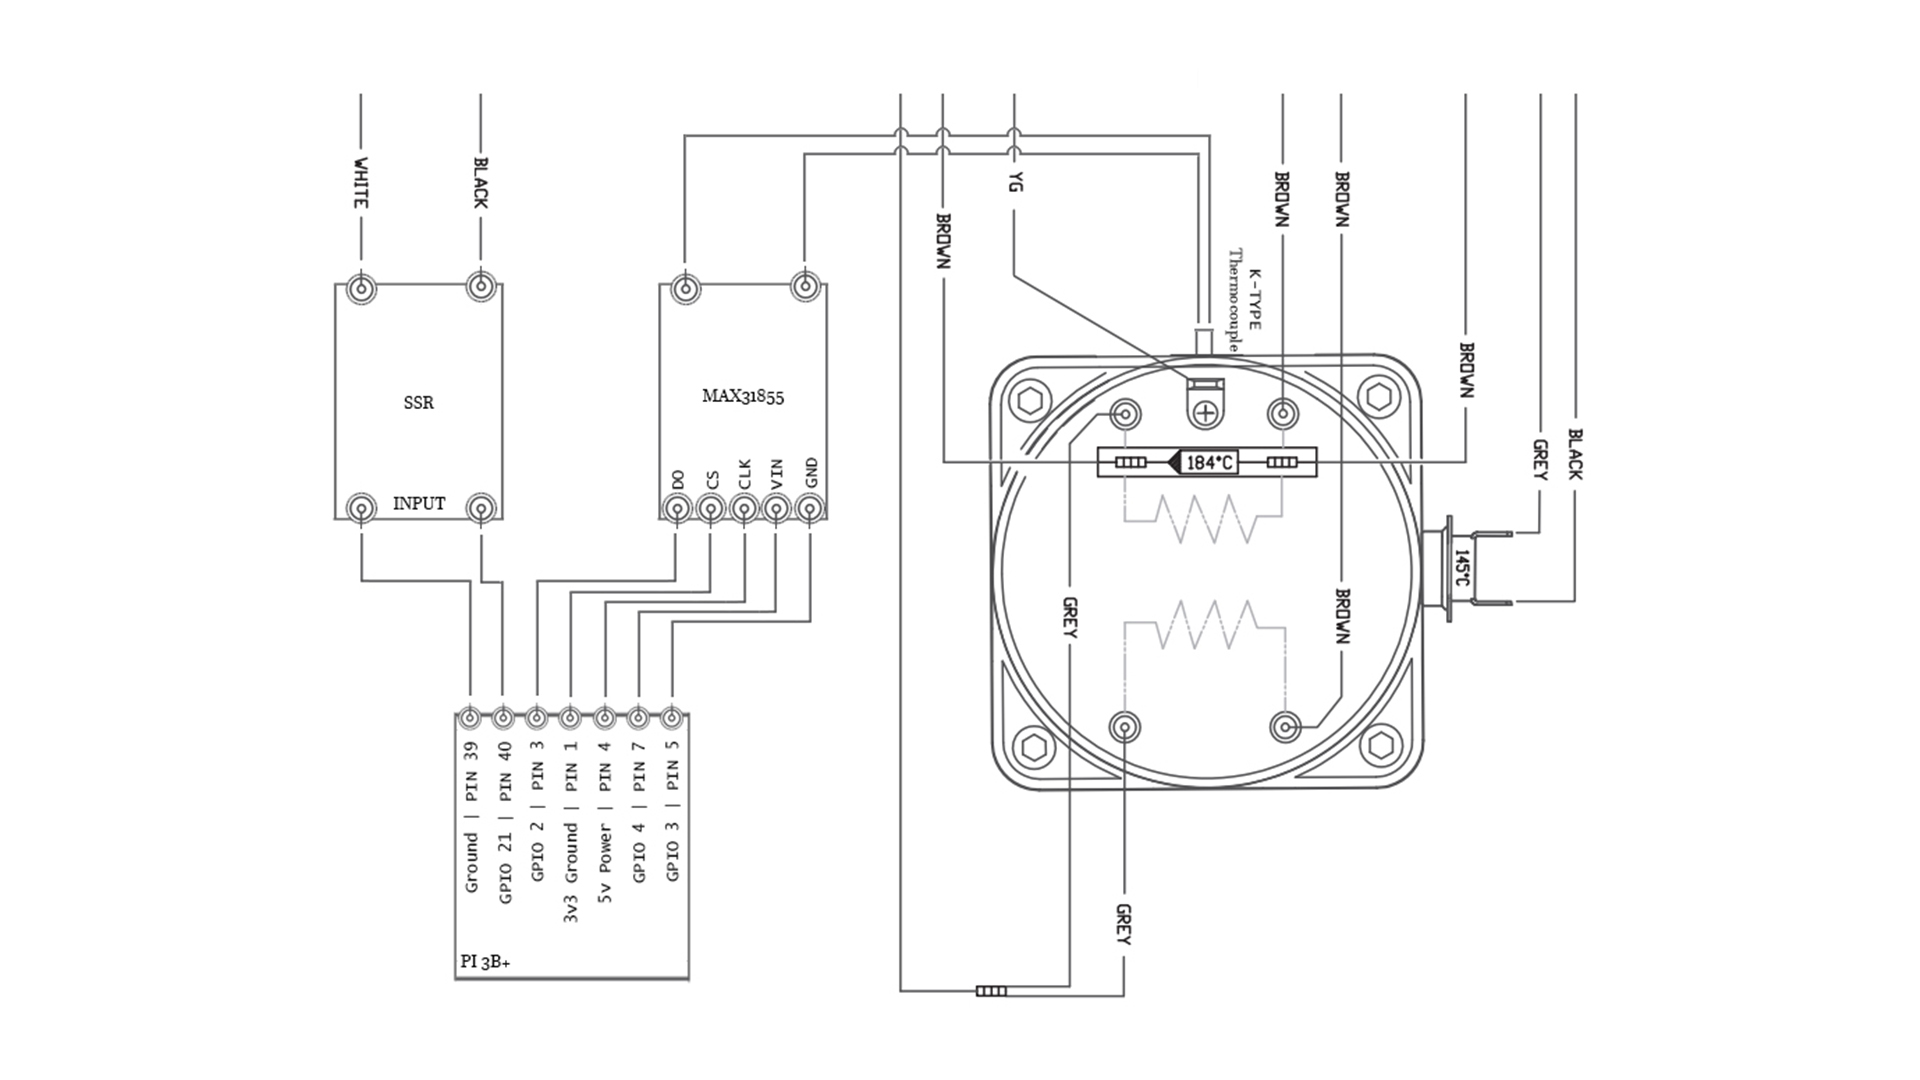 WHITE
BLACK
BROWN
YG
BROWN
BROWN
BROWN
GREY
BLACK
K-TYPE
Thermocouple
SSR
INPUT
MAX31855
DO
CS
CLK
VIN
GND
184°C
145°C
GREY
BROWN
GREY
Ground | PIN 39
GPIO 21 | PIN 40
GPIO 2 | PIN 3
3v3 Ground | PIN 1
5v Power | PIN 4
GPIO 4 | PIN 7
GPIO 3 | PIN 5
PI 3B+